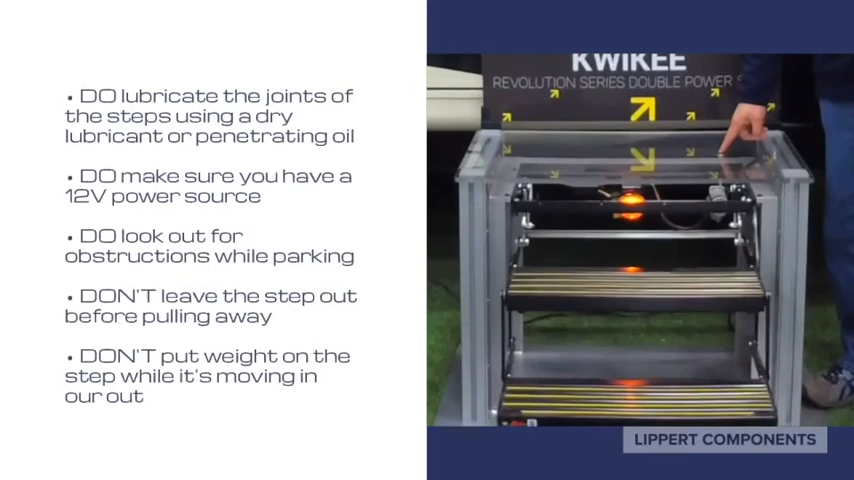 • DO lubricate the joints of
the steps using a dry
lubricant or penetrating oil
• DO make sure you have a
12V power source
• DO look out for
obstructions while parking
• DON'T leave the step out
before pulling away
• DON'T put weight on the
step while it's moving in
our out
KWIKEE
REVOLUTION SERIES DOUBLE POWER S
LIPPERT COMPONENTS